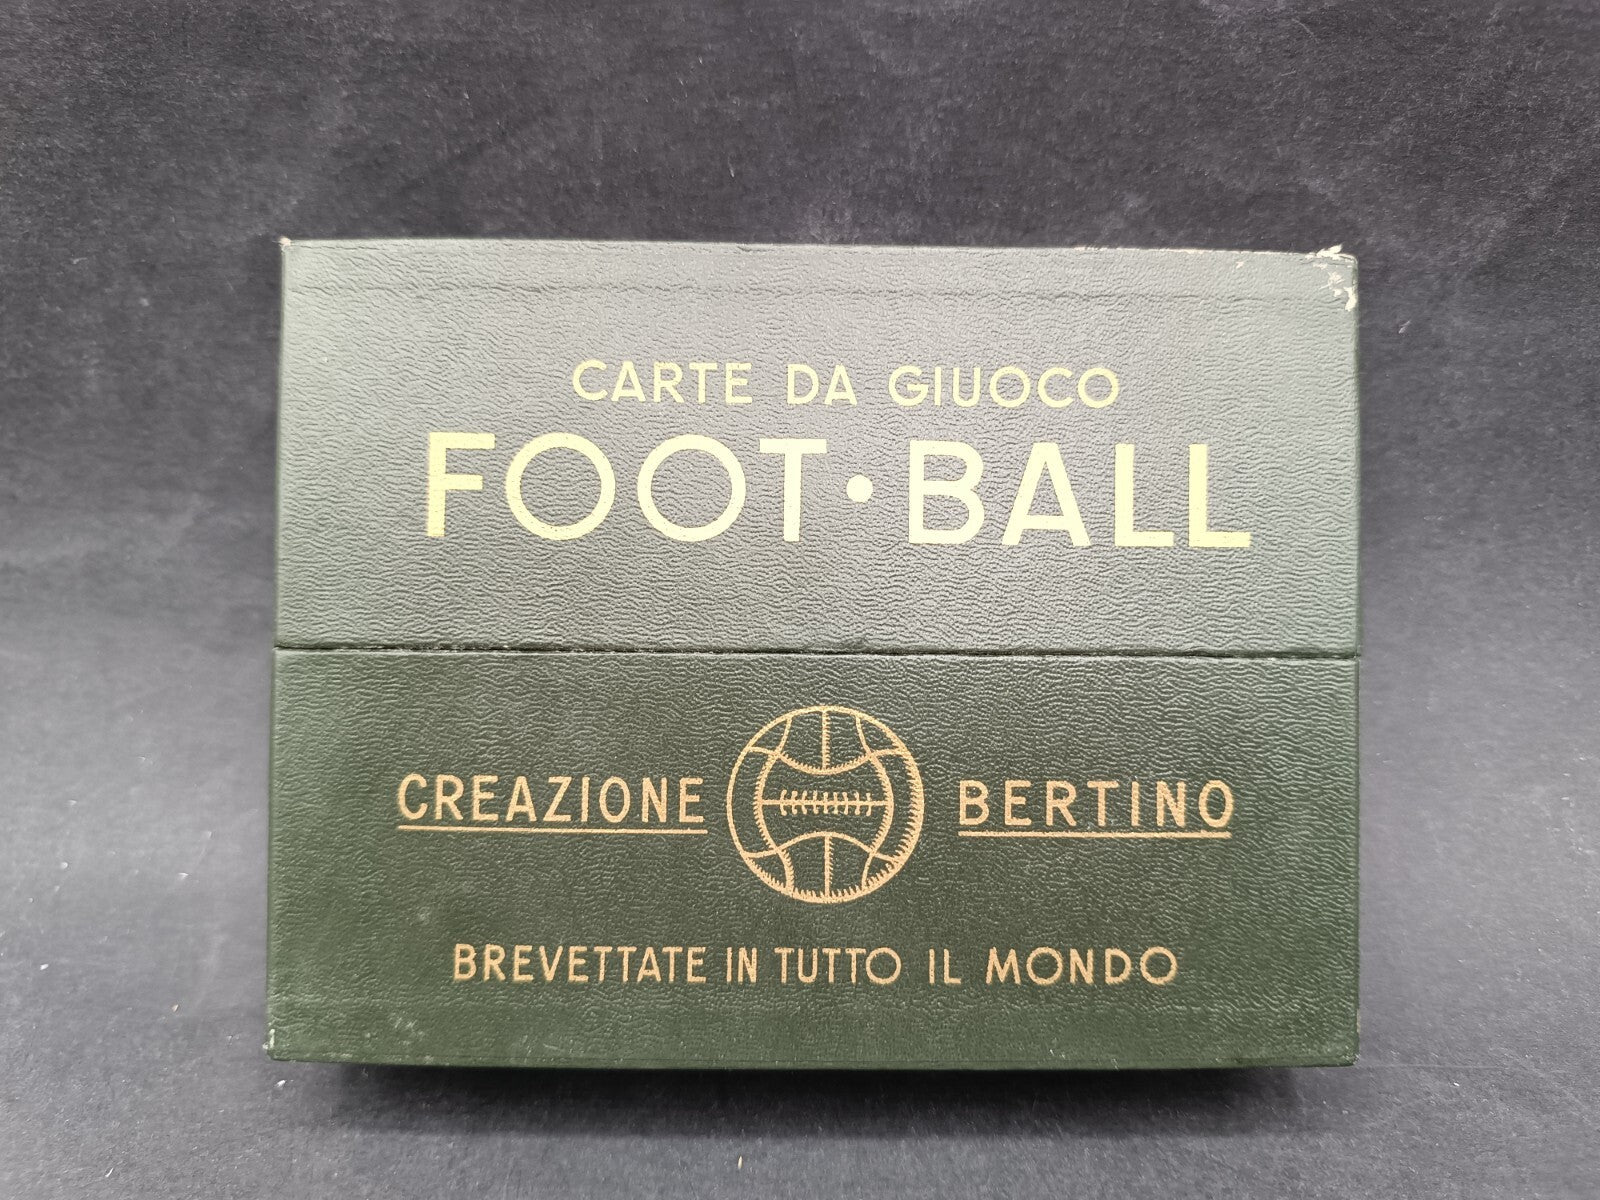 CARTE DA GIUOCO
FOOT•BALL
CREAZIONE BERTINO
BREVETTATE IN TUTTO IL MONDO